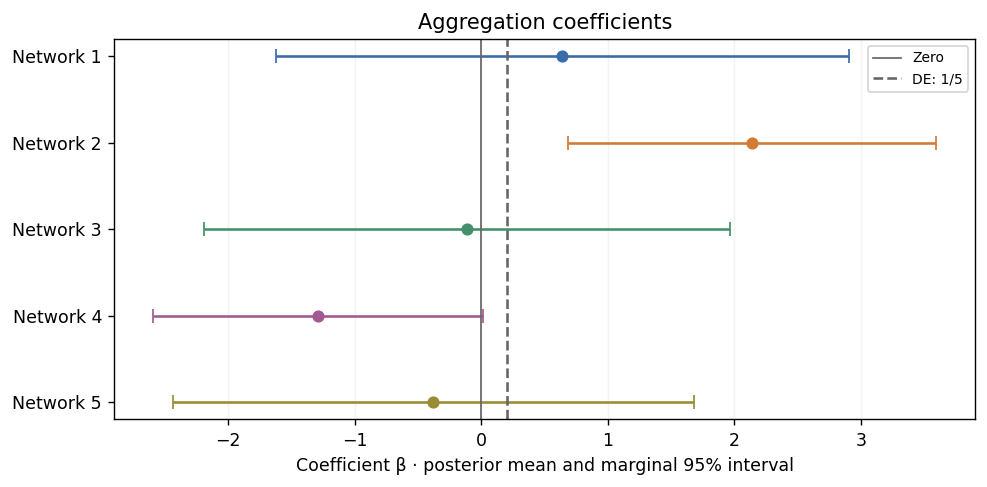 Aggregation coefficients
Network 1
Network 2
Network 3
Network 4
Network 5
Zero
DE: 1/5
−2
−1
0
1
2
3
Coefficient β · posterior mean and marginal 95% interval